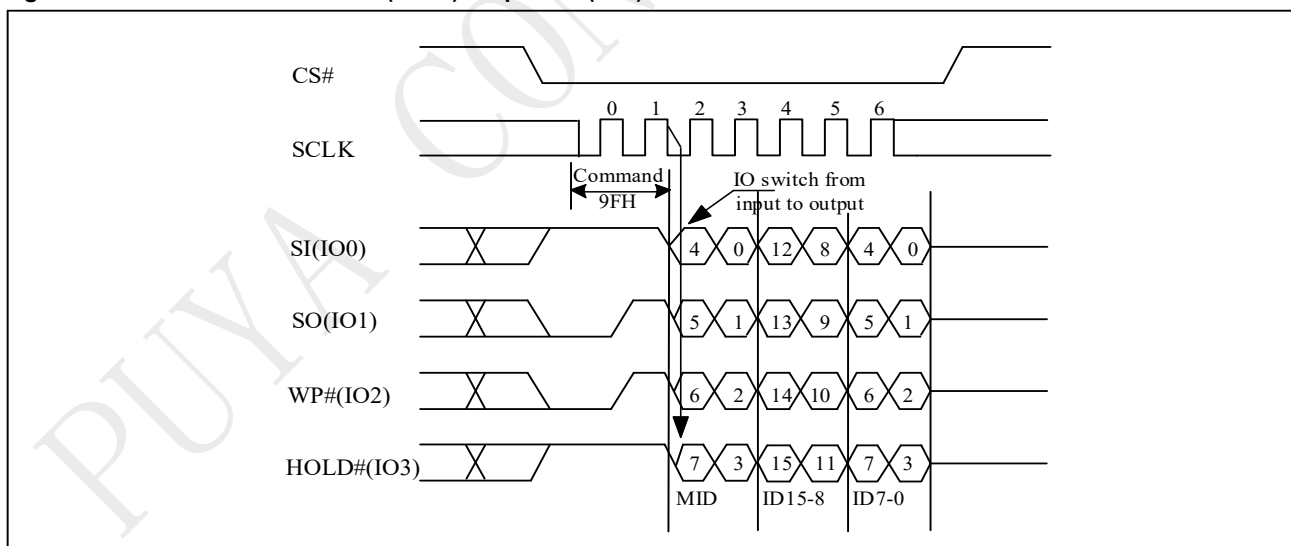 CS#
0 1 2 3 4 5 6
SCLK
Command
9FH
IO switch from
input to output
SI(IO0)
4 0 12 8 4 0
SO(IO1)
5 1 13 9 5 1
WP#(IO2)
6 2 14 10 6 2
HOLD#(IO3)
7 3 15 11 7 3
MID ID15-8 ID7-0
PUYA CON